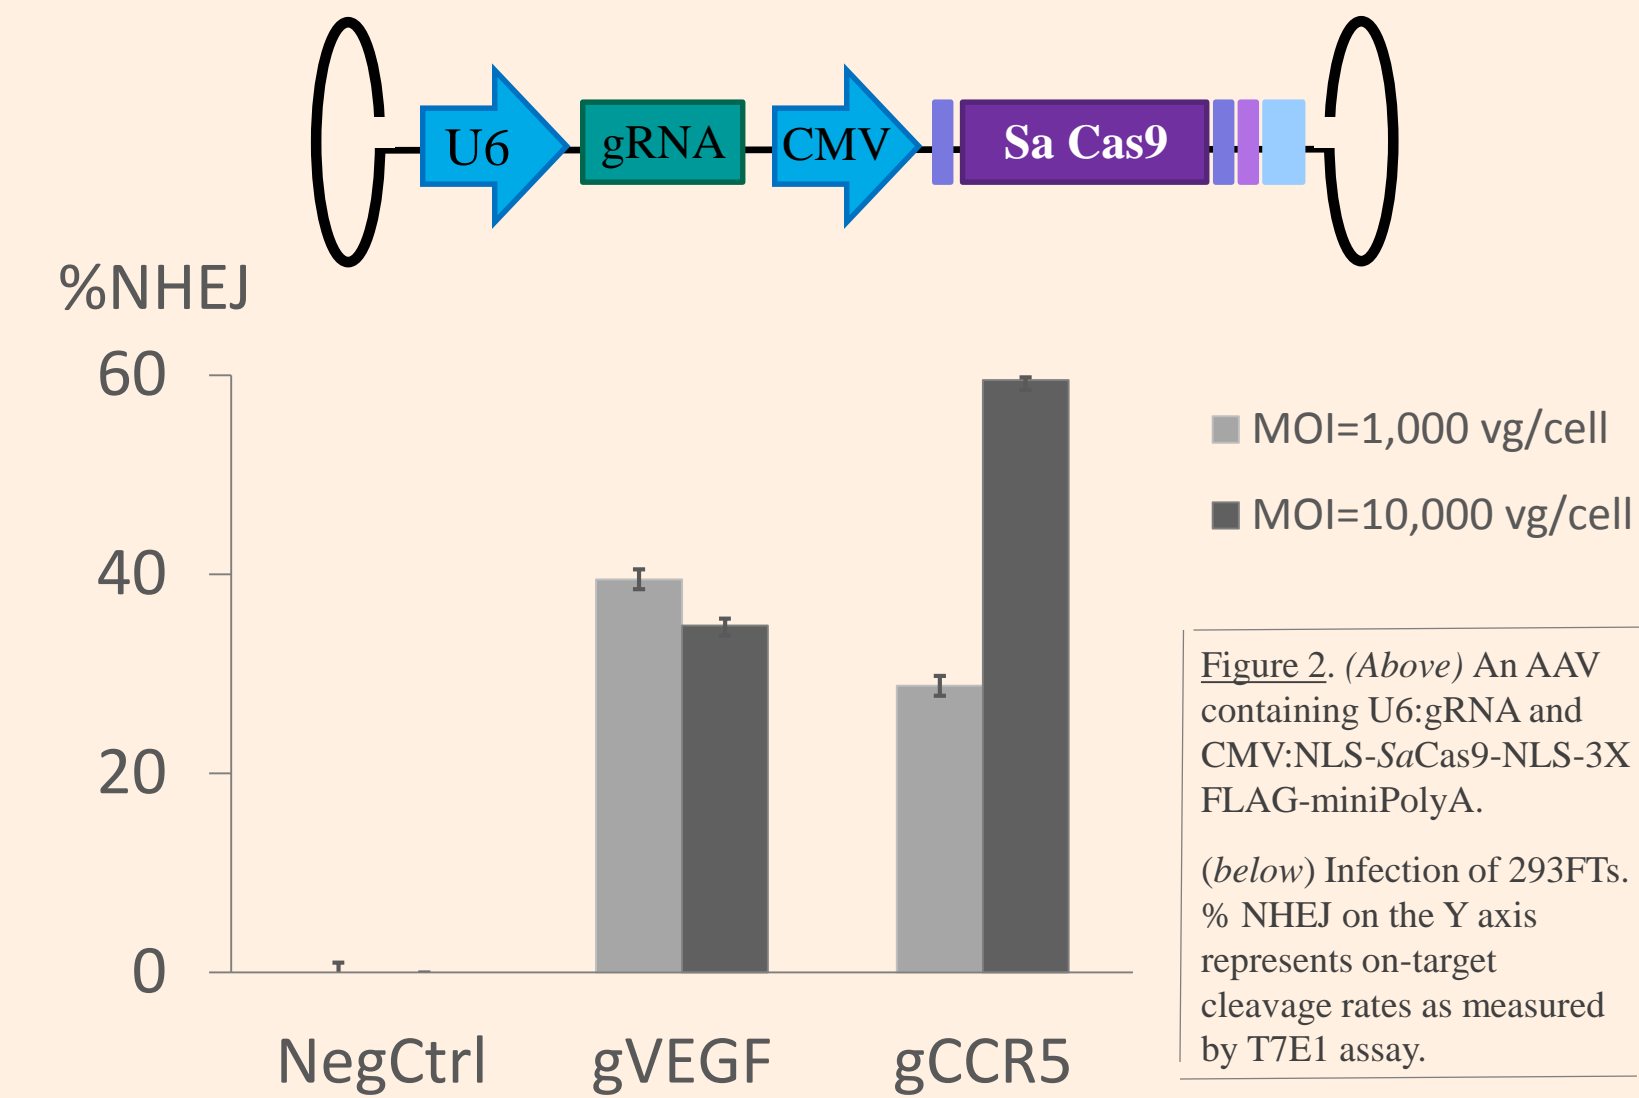 U6 gRNA CMV Sa Cas9
%NHEJ
60
40
20
0
NegCtrl gVEGF gCCR5
MOI=1,000 vg/cell
MOI=10,000 vg/cell
Figure 2. (Above) An AAV
containing U6:gRNA and
CMV:NLS-SaCas9-NLS-3X
FLAG-miniPolyA.
(below) Infection of 293FTs.
% NHEJ on the Y axis
represents on-target
cleavage rates as measured
by T7E1 assay.